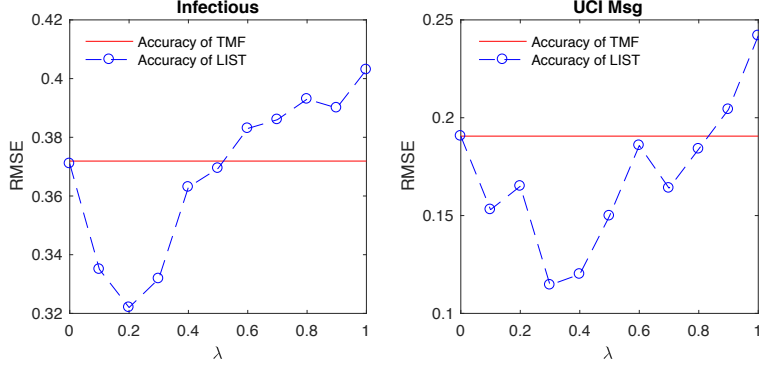 Infectious
0.42
0.4
0.38
0.36
0.34
0.32
RMSE
Accuracy of TMF
Accuracy of LIST
0 0.2 0.4 0.6 0.8 1
λ
UCI Msg
0.25
0.2
0.15
0.1
RMSE
Accuracy of TMF
Accuracy of LIST
0 0.2 0.4 0.6 0.8 1
λ